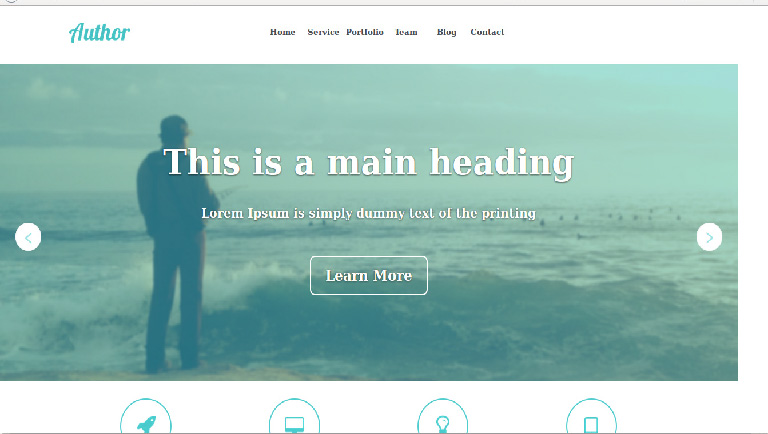 Author
Home Service Portfolio Team Blog Contact
This is a main heading
Lorem Ipsum is simply dummy text of the printing
Learn More